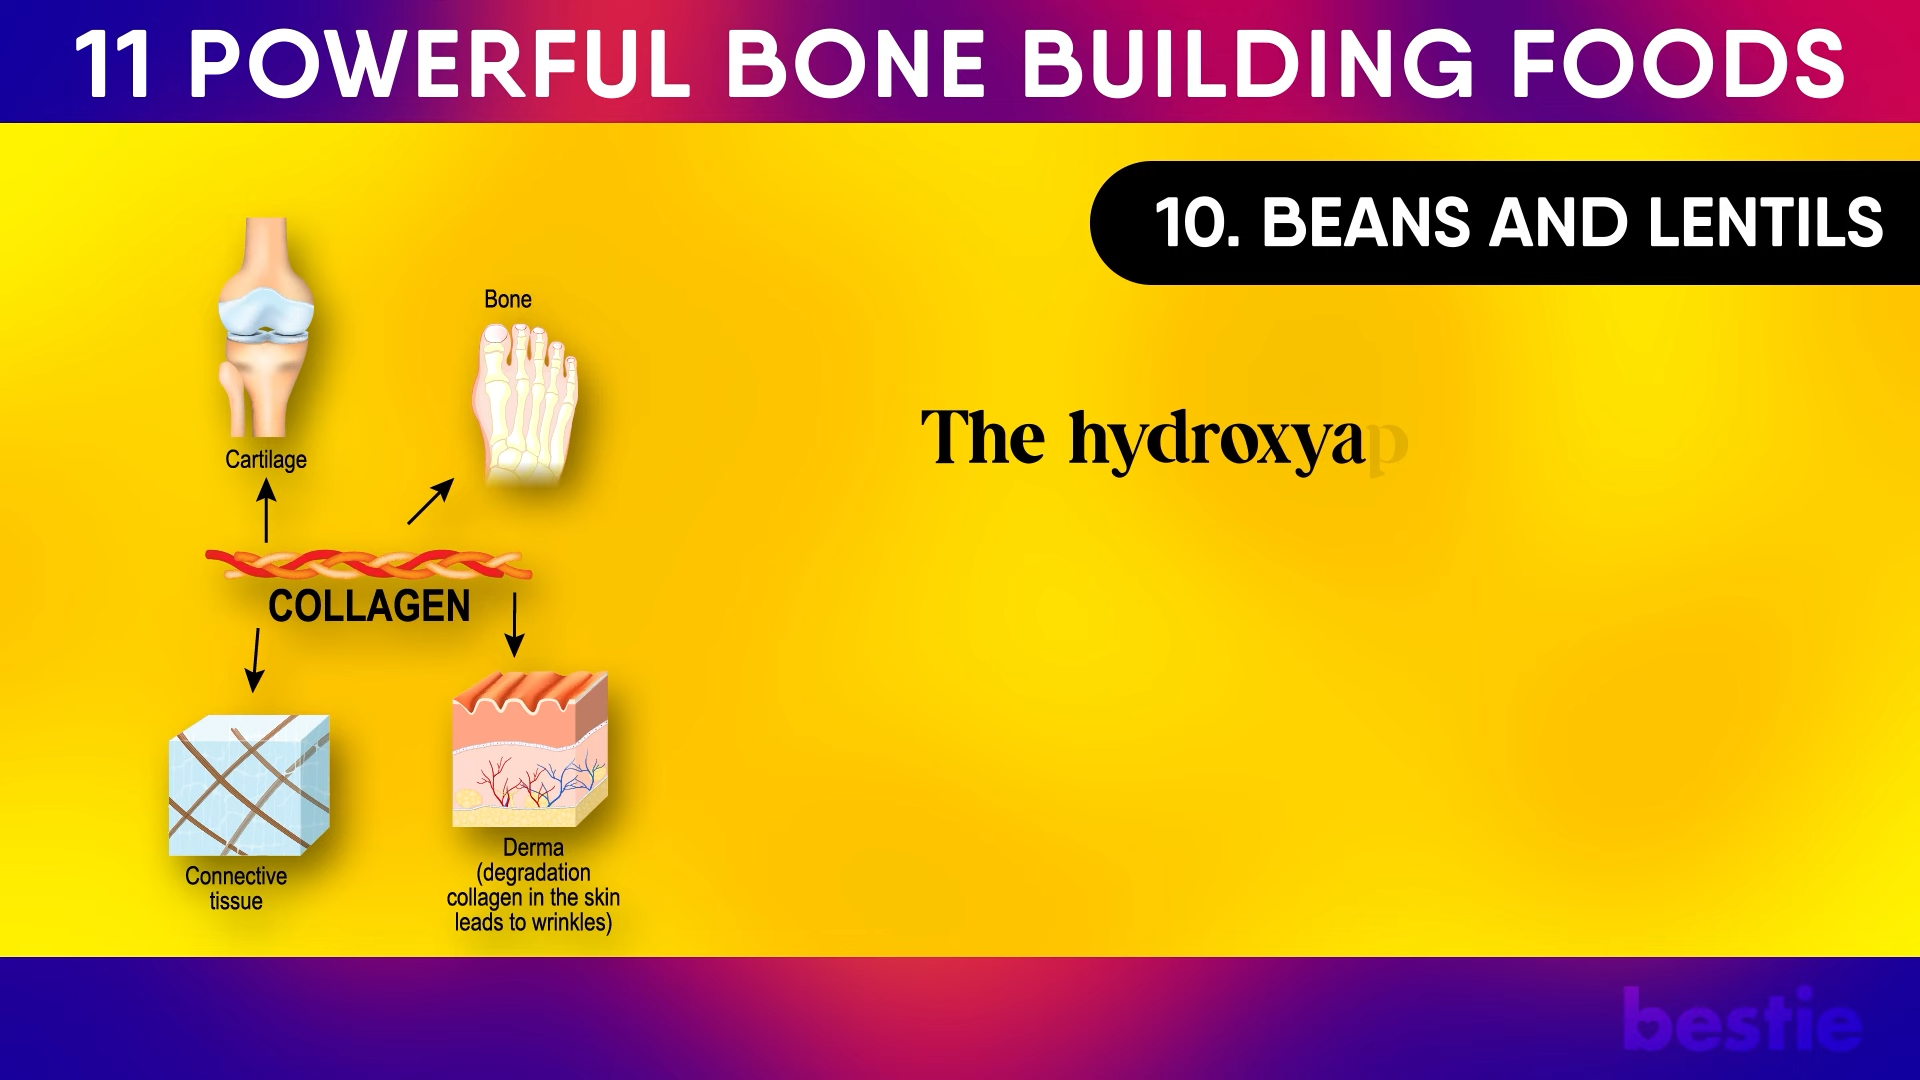 11 POWERFUL BONE BUILDING FOODS
10. BEANS AND LENTILS
Bone
The hydroxyap
Cartilage
COLLAGEN
Connective
tissue
Derma
(degradation
collagen in the skin
leads to wrinkles)
bestie